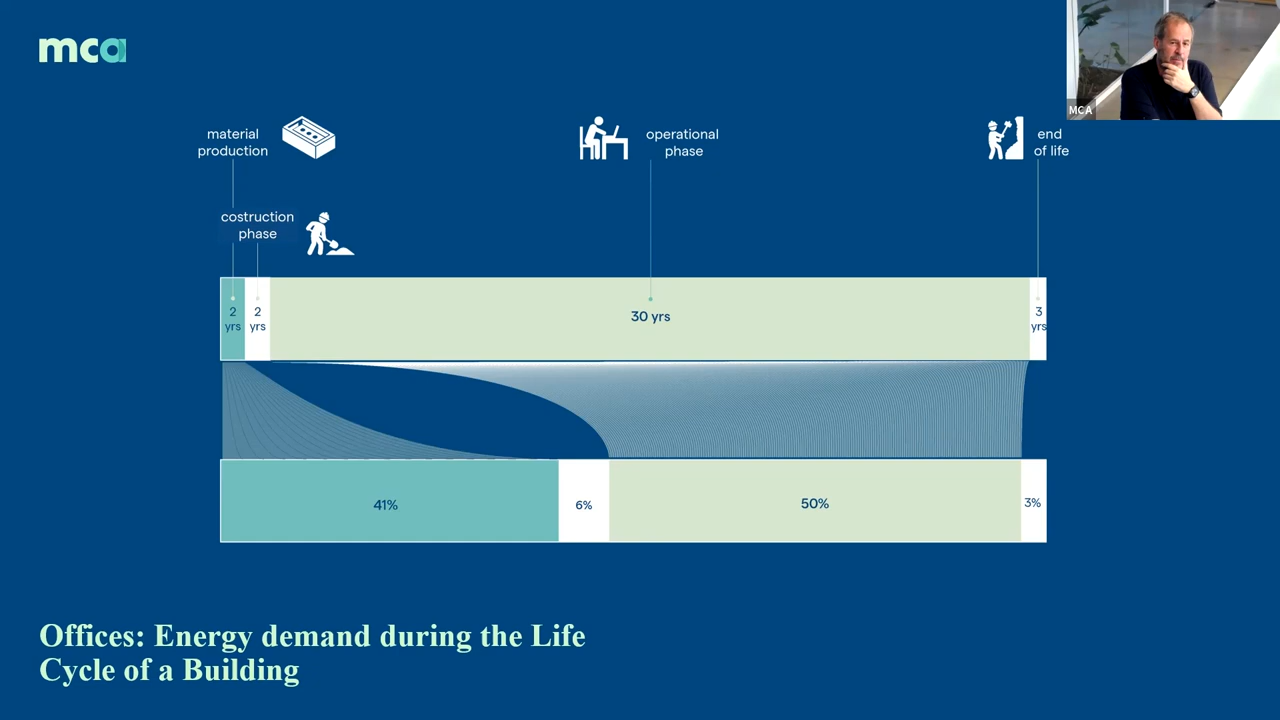 mca
MCA
material
production
operational
phase
end
of life
costruction
phase
2
yrs
2
yrs
30 yrs
3
yrs
41%
6%
50%
3%
Offices: Energy demand during the Life
Cycle of a Building